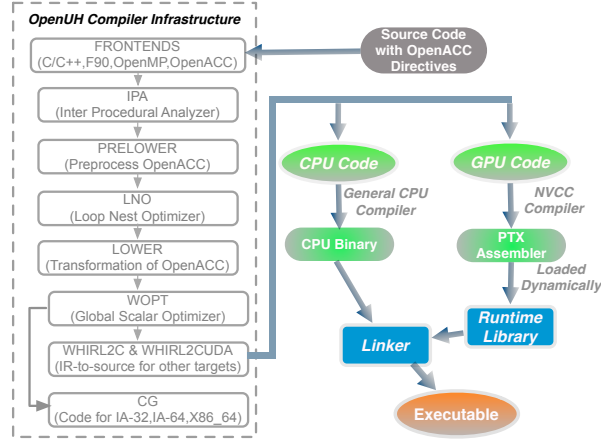 OpenUH Compiler Infrastructure
FRONTENDS
(C/C++,F90,OpenMP,OpenACC)
IPA
(Inter Procedural Analyzer)
PRELOWER
(Preprocess OpenACC)
LNO
(Loop Nest Optimizer)
LOWER
(Transformation of OpenACC)
WOPT
(Global Scalar Optimizer)
WHIRL2C & WHIRL2CUDA
(IR-to-source for other targets)
CG
(Code for IA-32,IA-64,X86_64)
Source Code
with OpenACC
Directives
CPU Code
General CPU
Compiler
CPU Binary
GPU Code
NVCC
Compiler
PTX
Assembler
Loaded
Dynamically
Runtime
Library
Linker
Executable